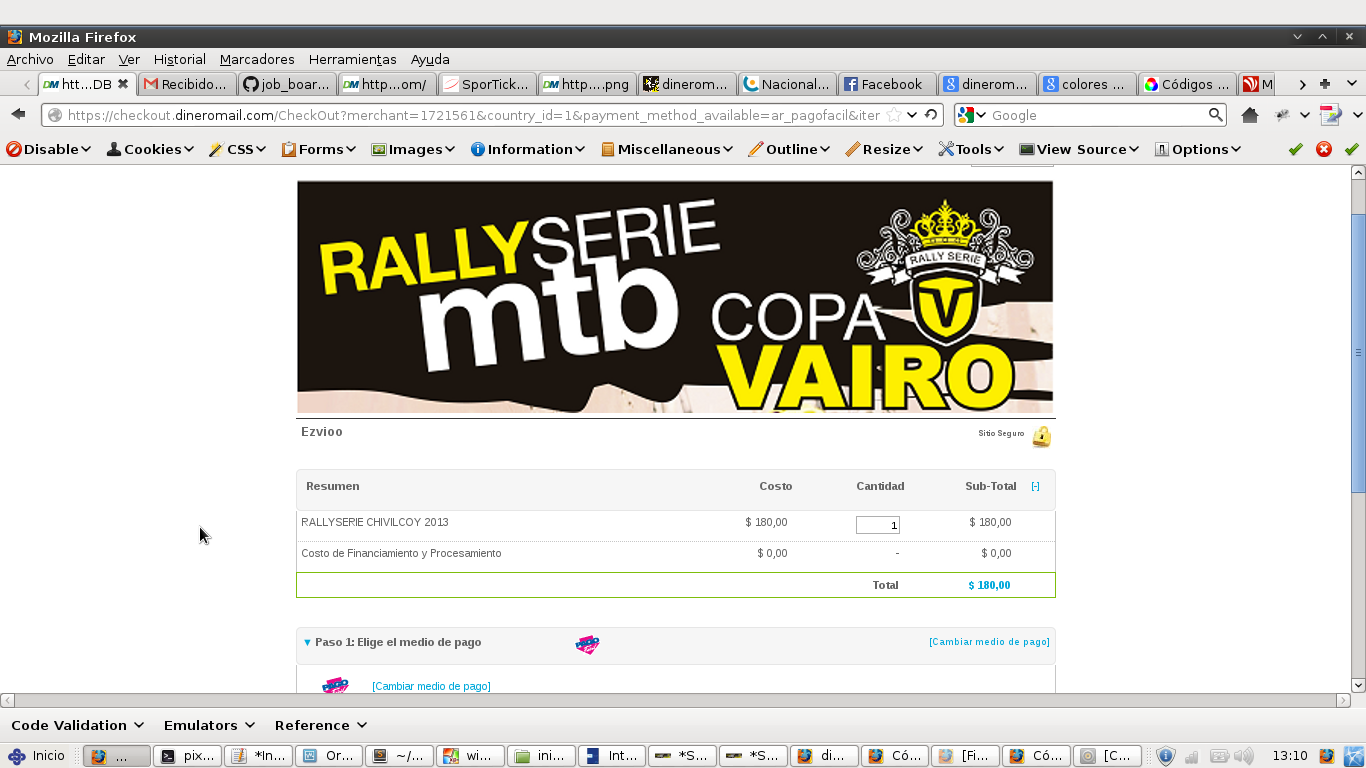 Mozilla Firefox
Archivo Editar Ver Historial Marcadores Herramientas Ayuda
DM htt...DB Recibido... job_boar... DM http...om/ SporTick... DM http....png dinerom... Nacional... Facebook dinerom... colores ... Códigos ... M
https://checkout.dineromail.com/CheckOut?merchant=1721561&country_id=1&payment_method_available=ar_pagofacil&iter Google
Disable Cookies CSS Forms Images Information Miscellaneous Outline Resize Tools View Source Options
RALLYSERIE
mtb
RALLY SERIE
V
COPA
VAIRO
Ezvioo Sitio Seguro
Resumen Costo Cantidad Sub-Total [-]
RALLYSERIE CHIVILCOY 2013 $ 180,00 1 $ 180,00
Costo de Financiamiento y Procesamiento $ 0,00 - $ 0,00
Total $ 180,00
Paso 1: Elige el medio de pago PAGO [Cambiar medio de pago]
PAGO [Cambiar medio de pago]
Code Validation Emulators Reference
Inicio ... pix... *In... Or... ~/... wi... ini... Int... *S... *S... di... Có... [Fi... Có... [C... 13:10